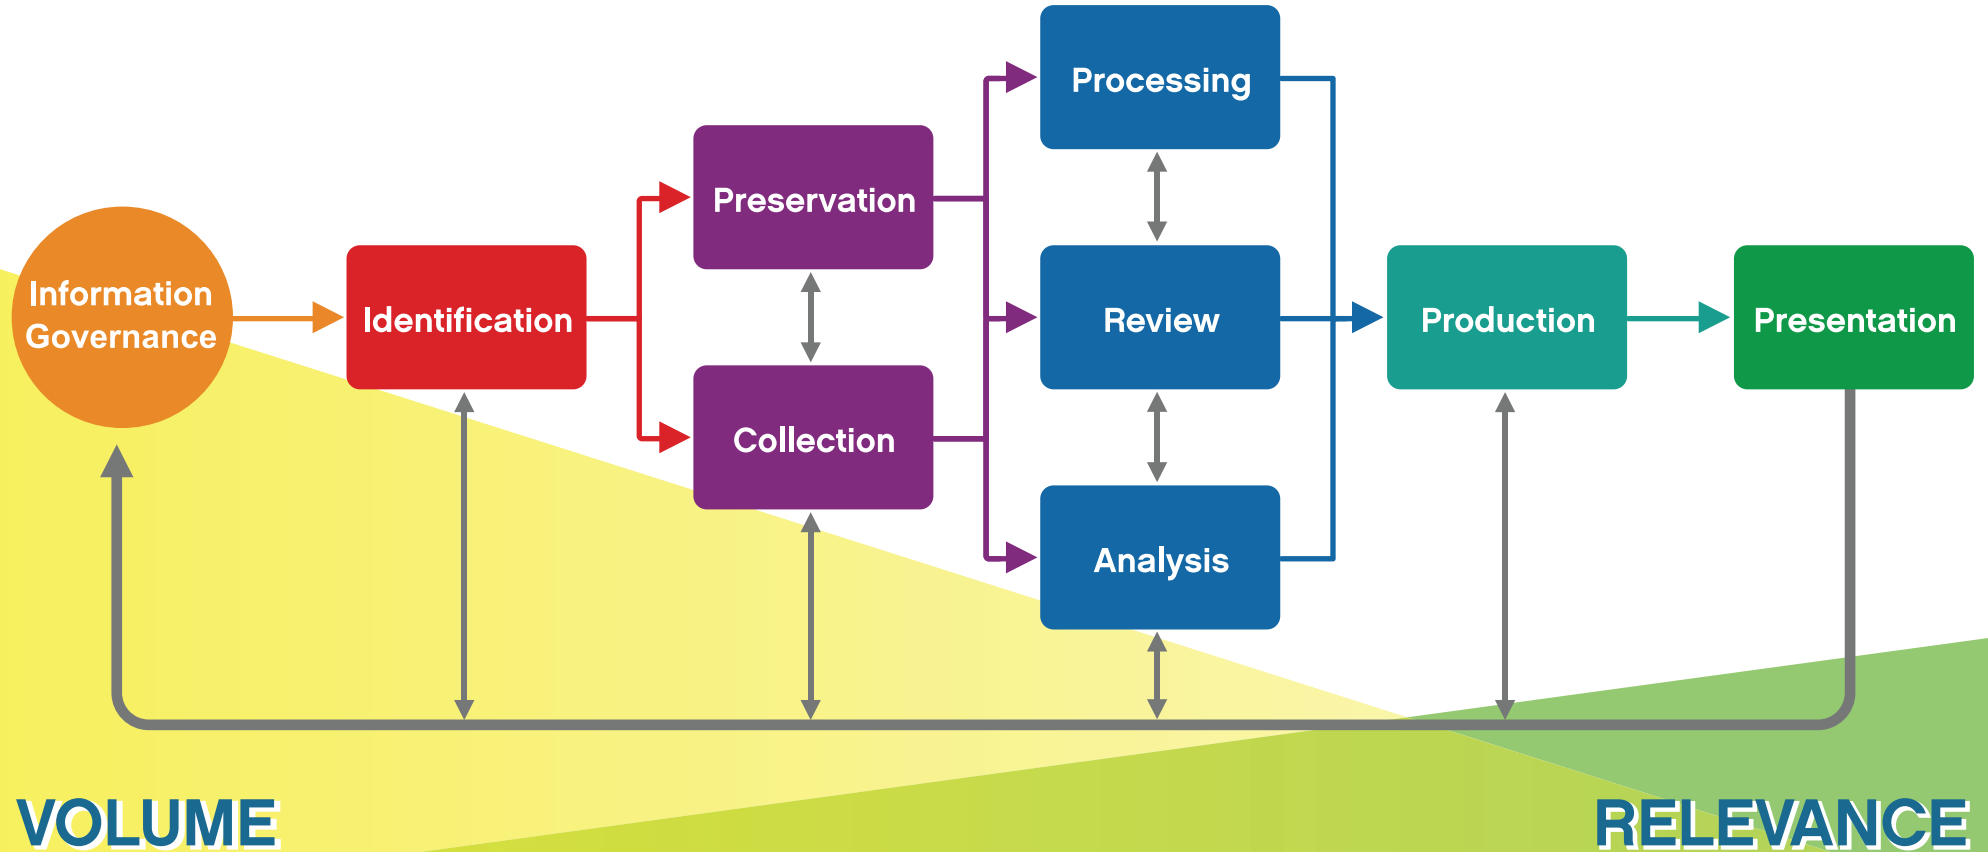 Information
Governance
Identification
Preservation
Collection
Processing
Review
Analysis
Production
Presentation
VOLUME
RELEVANCE